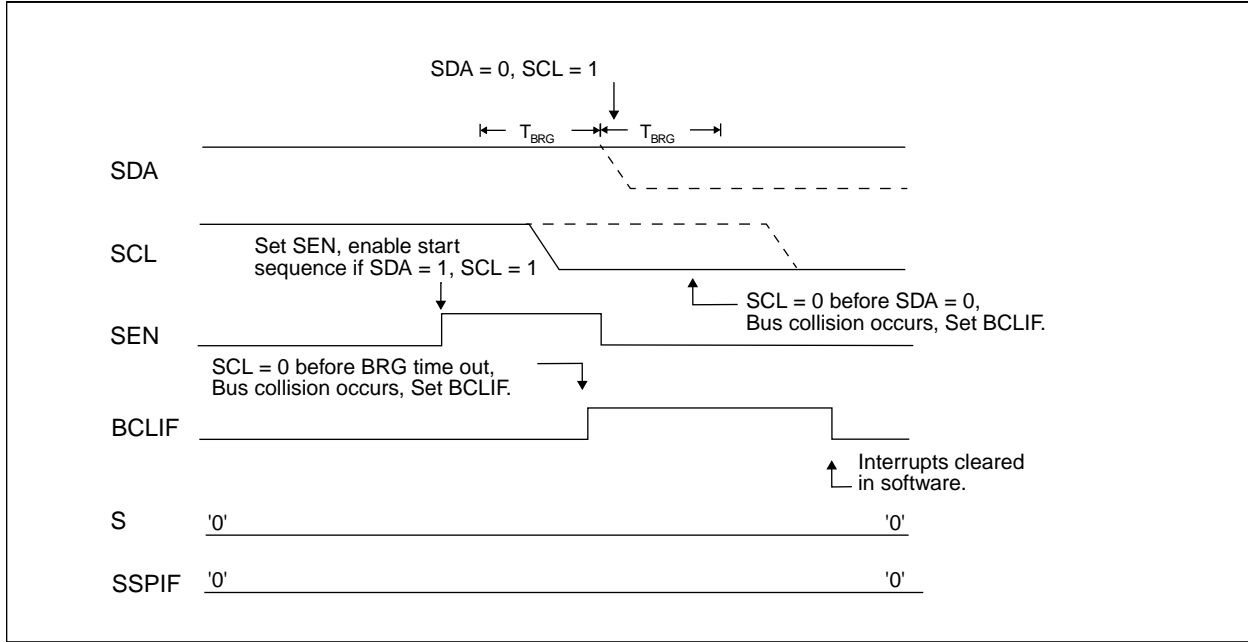 SDA = 0, SCL = 1
TBRG TBRG
SDA
SCL
Set SEN, enable start
sequence if SDA = 1, SCL = 1
SCL = 0 before SDA = 0,
Bus collision occurs, Set BCLIF.
SEN
SCL = 0 before BRG time out,
Bus collision occurs, Set BCLIF.
BCLIF
Interrupts cleared
in software.
S '0' '0'
SSPIF '0' '0'